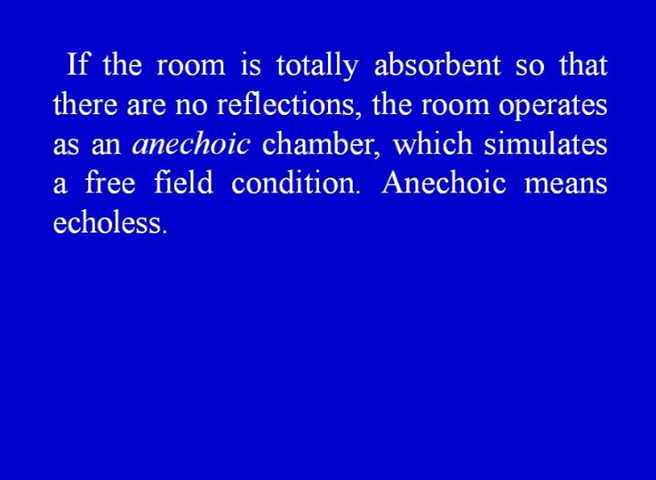 If the room is totally absorbent so that
there are no reflections, the room operates
as an anechoic chamber, which simulates
a free field condition. Anechoic means
echoless.